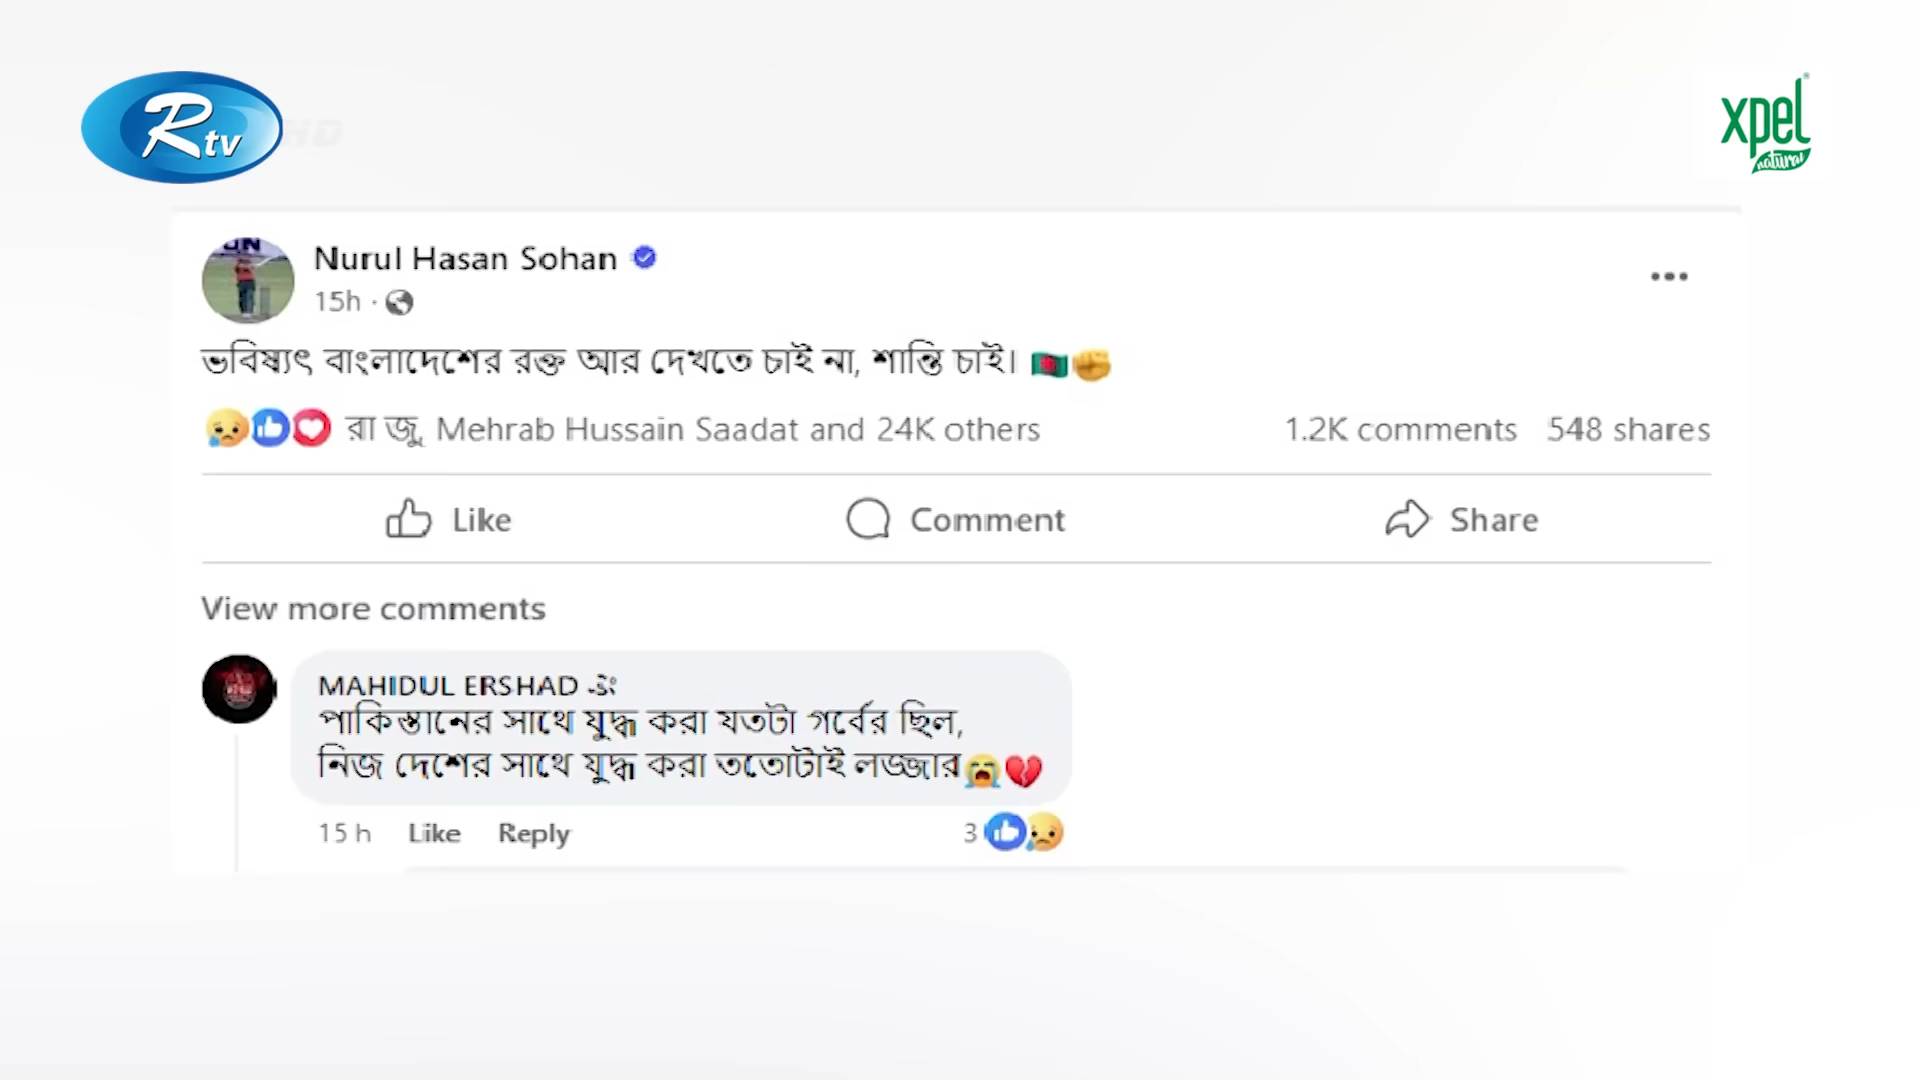 Rtv HD
xpel
natural
Nurul Hasan Sohan
15h ·
ভবিষ্যৎ বাংলাদেশের রক্ত আর দেখতে চাই না, শান্তি চাই। 🇧🇩✊
রা জু, Mehrab Hussain Saadat and 24K others
1.2K comments 548 shares
Like
Comment
Share
View more comments
MAHIDUL ERSHAD
পাকিস্তানের সাথে যুদ্ধ করা যতটা গর্বের ছিল,
নিজ দেশের সাথে যুদ্ধ করা ততোটাই লজ্জার😭💔
15 h Like Reply 3